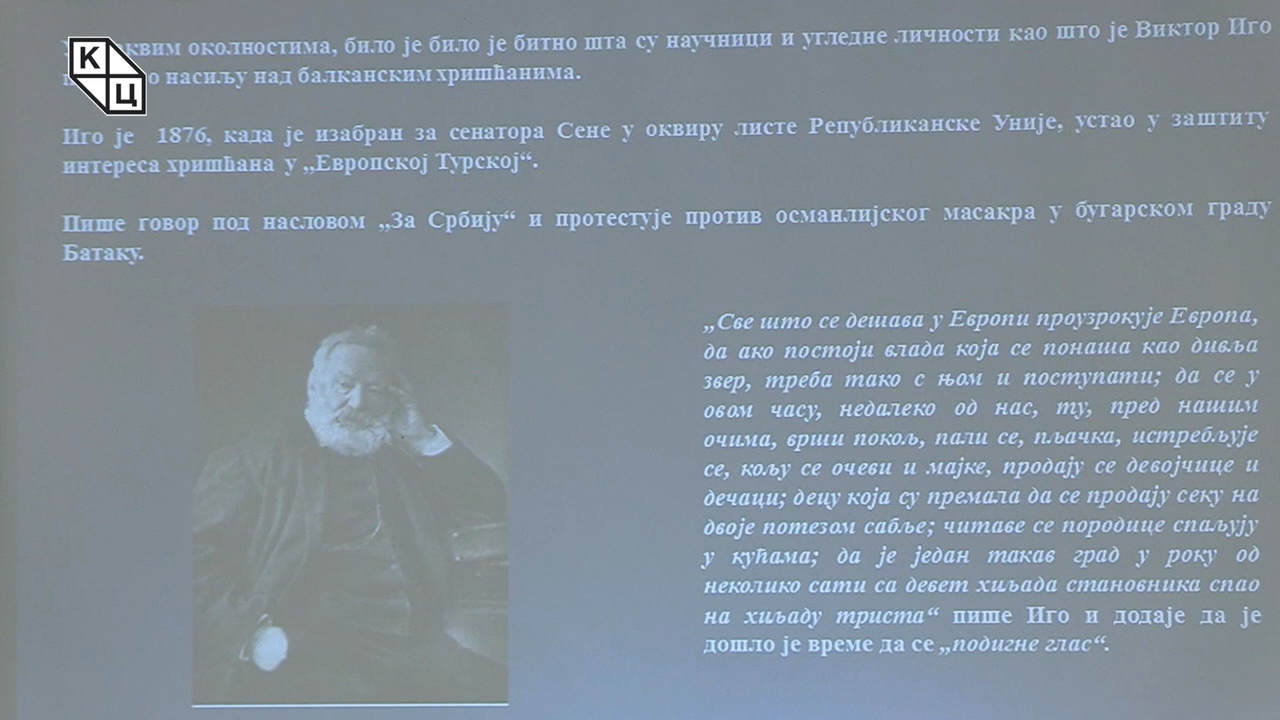 К
Ц
околностима, било је било је битно шта су научници и угледне личности као што је Виктор Иго
о насиљу над балканским хришћанима.
Иго је 1876, када је изабран за сенатора Сене у оквиру листе Републиканске Уније, устао у заштиту
интереса хришћана у „Европској Турској“.
Пише говор под насловом „За Србију“ и протестује против османлијског масакра у бугарском граду
Батаку.
„Све што се дешава у Европи проузрокује Европа,
да ако постоји влада која се понаша као дивља
звер, треба тако с њом и поступати; да се у
овом часу, недалеко од нас, ту, пред нашим
очима, врши покољ, пали се, пљачка, истребљује
се, кољу се очеви и мајке, продају се девојчице и
дечаци; децу која су премала да се продају секу на
двоје потезом сабље; читаве се породице спаљују
у кућама; да је један такав град у року од
неколико сати са девет хиљада становника спао
на хиљаду триста“ пише Иго и додаје да је
дошло је време да се „подигне глас“.